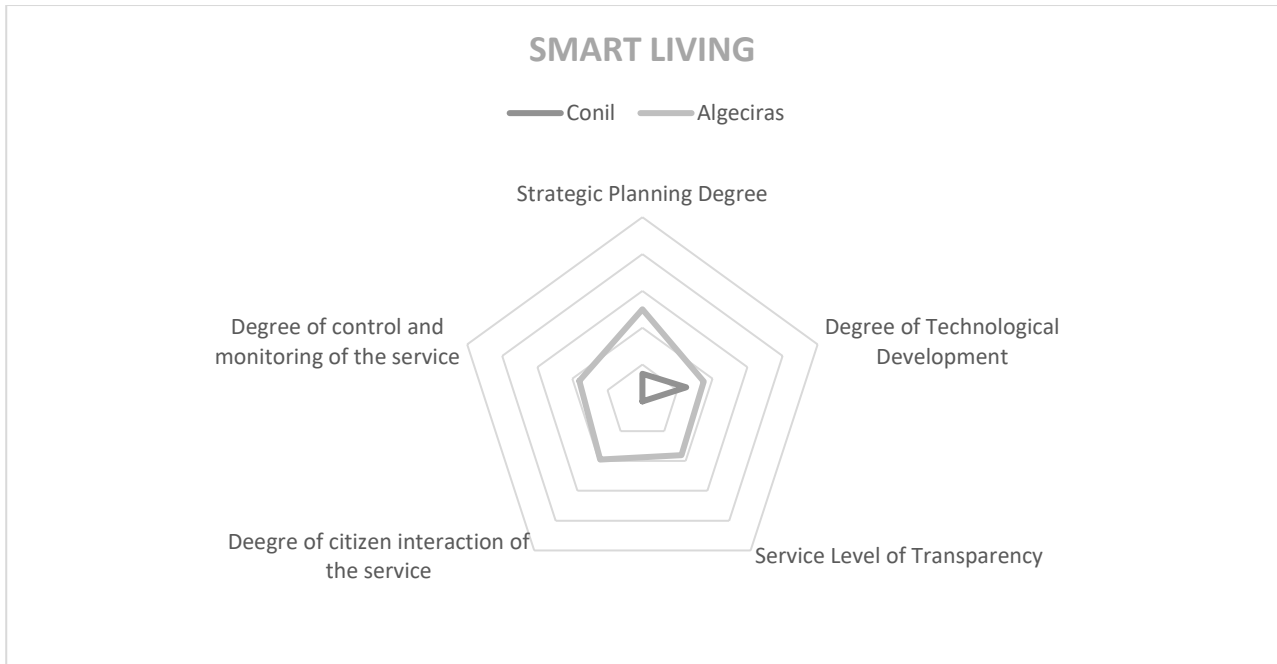 SMART LIVING
Conil
Algeciras
Strategic Planning Degree
Degree of control and
monitoring of the service
Degree of Technological
Development
Deegre of citizen interaction of
the service
Service Level of Transparency